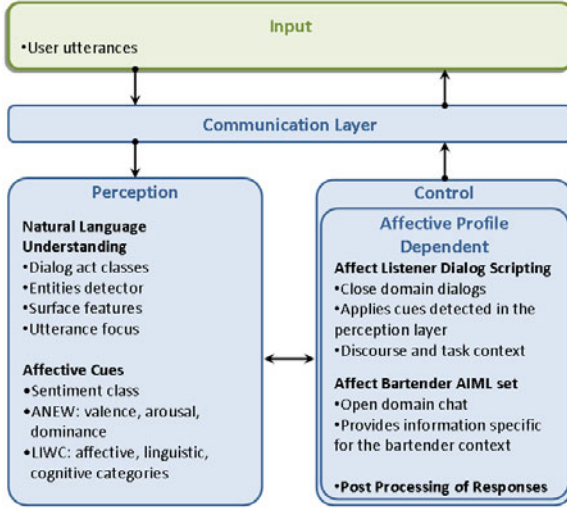 Input
•User utterances
Communication Layer
Perception
Natural Language
Understanding
•Dialog act classes
•Entities detector
•Surface features
•Utterance focus
Affective Cues
•Sentiment class
•ANEW: valence, arousal,
dominance
•LIWC: affective, linguistic,
cognitive categories
Control
Affective Profile
Dependent
Affect Listener Dialog Scripting
•Close domain dialogs
•Applies cues detected in the
perception layer
•Discourse and task context
Affect Bartender AIML set
•Open domain chat
•Provides information specific
for the bartender context
•Post Processing of Responses